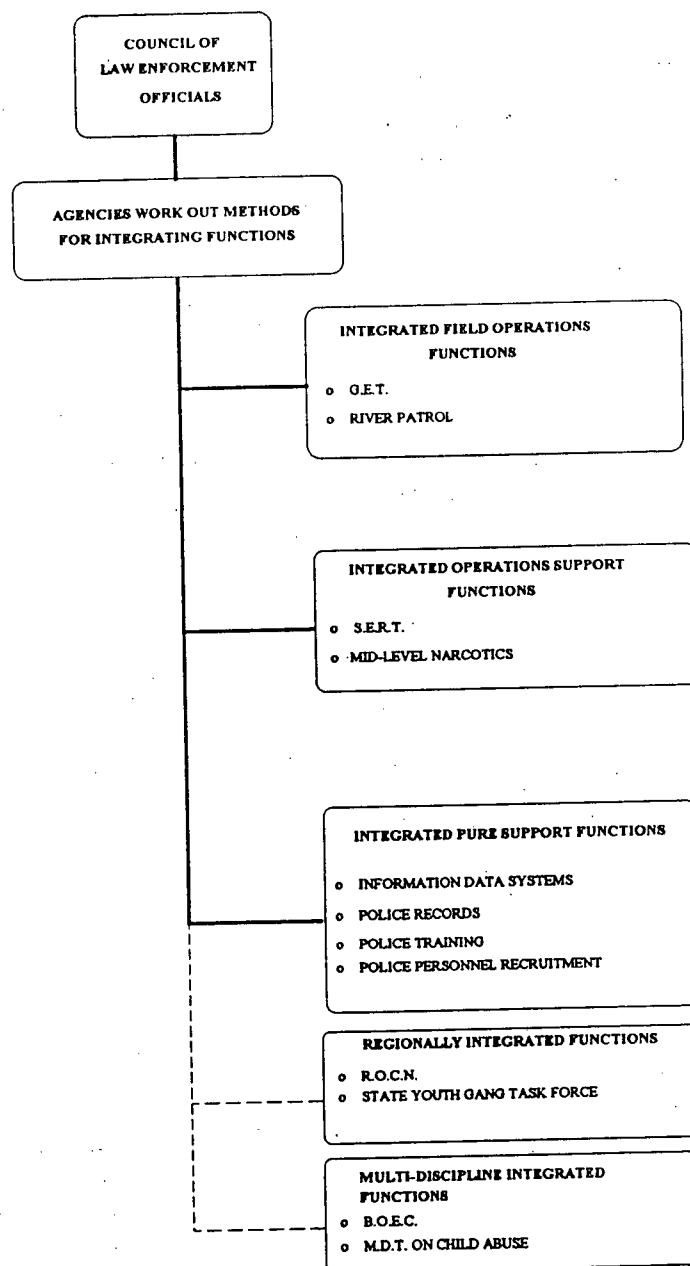 COUNCIL OF
LAW ENFORCEMENT
OFFICIALS
AGENCIES WORK OUT METHODS
FOR INTEGRATING FUNCTIONS
INTEGRATED FIELD OPERATIONS
FUNCTIONS
o G.E.T.
o RIVER PATROL
INTEGRATED OPERATIONS SUPPORT
FUNCTIONS
o S.E.R.T.
o MID-LEVEL NARCOTICS
INTEGRATED PURE SUPPORT FUNCTIONS
o INFORMATION DATA SYSTEMS
o POLICE RECORDS
o POLICE TRAINING
o POLICE PERSONNEL RECRUITMENT
REGIONALLY INTEGRATED FUNCTIONS
o R.O.C.N.
o STATE YOUTH GANG TASK FORCE
MULTI-DISCIPLINE INTEGRATED
FUNCTIONS
o B.O.E.C.
o M.D.T. ON CHILD ABUSE